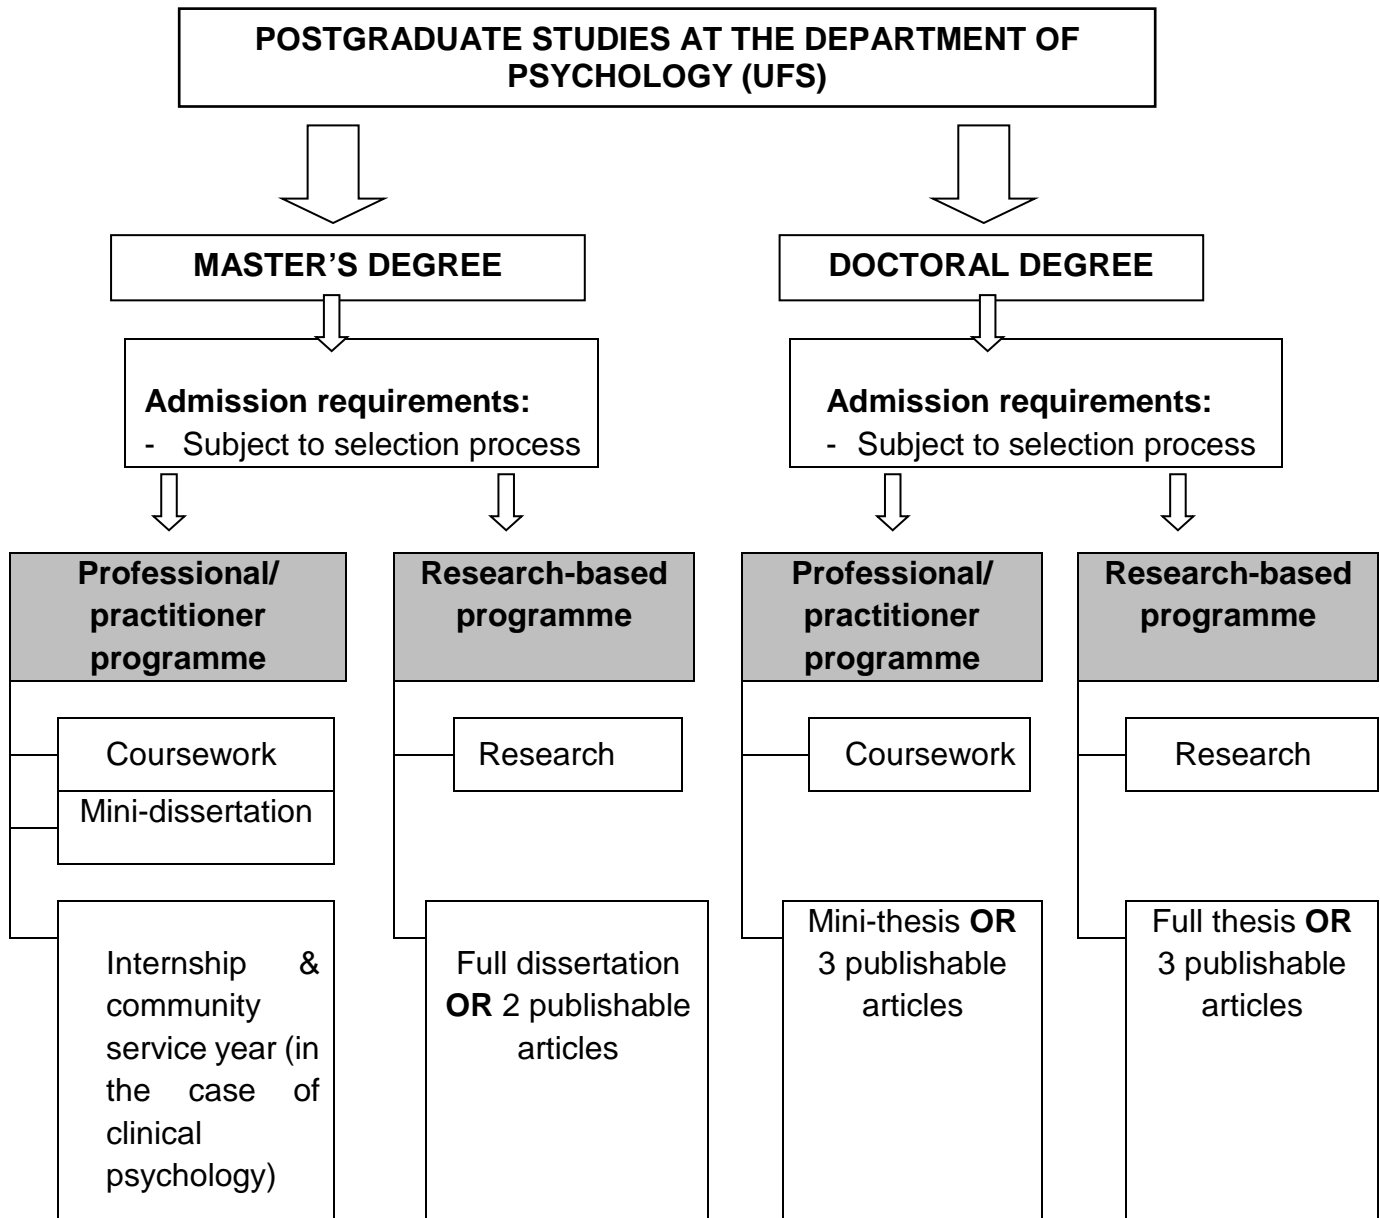 POSTGRADUATE STUDIES AT THE DEPARTMENT OF
PSYCHOLOGY (UFS)
MASTER’S DEGREE
DOCTORAL DEGREE
Admission requirements:
- Subject to selection process
Admission requirements:
- Subject to selection process
Professional/
practitioner
programme
Research-based
programme
Professional/
practitioner
programme
Research-based
programme
Coursework
Mini-dissertation
Research
Coursework
Research
Internship &
community
service year (in
the case of
clinical
psychology)
Full dissertation
OR 2 publishable
articles
Mini-thesis OR
3 publishable
articles
Full thesis OR
3 publishable
articles